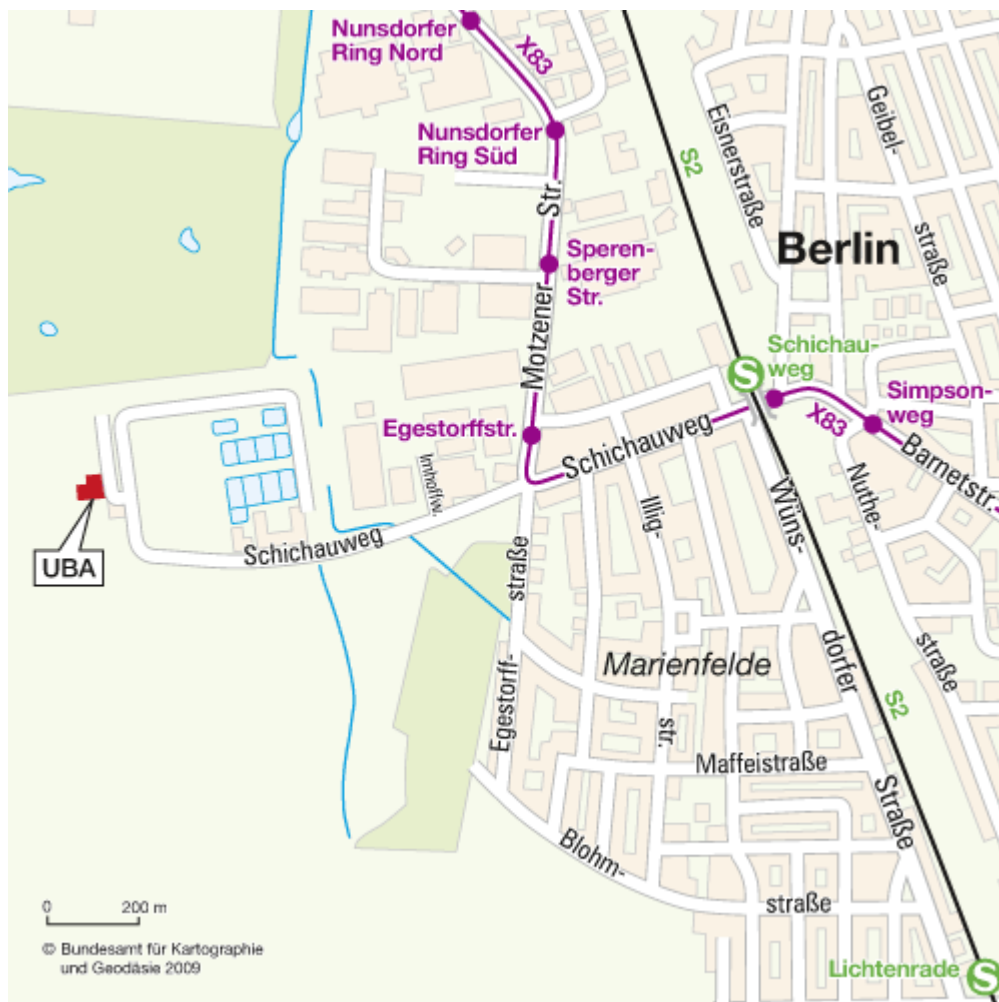 Nunsdorfer
Ring Nord
X83
Nunsdorfer
Ring Süd
S2
Eisnerstraße
Geibel-
straße
Berlin
Str.
Motzener
Speren-
berger
Str.
Schichau-
weg
S
Simpson-
weg
X83
Barnetstr.
Egestorffstr.
Schichauweg
Imhoffw.
Illig-
str.
Wüns-
dorfer
Straße
Nuthe-
straße
UBA
Schichauweg
Egestorff-
straße
Marienfelde
S2
Maffeistraße
Blohm-
straße
0 200 m
© Bundesamt für Kartographie
und Geodäsie 2009
Lichtenrade
S